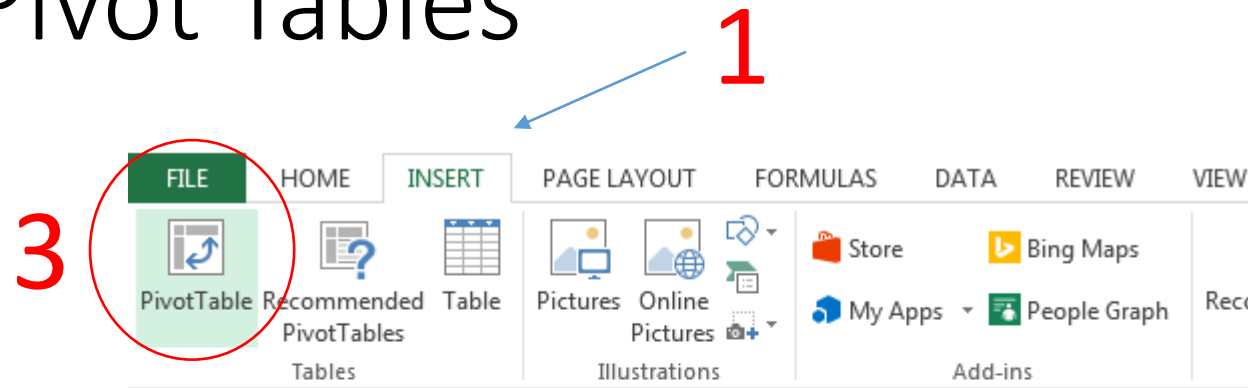 Pivot Tables
1
FILE HOME INSERT PAGE LAYOUT FORMULAS DATA REVIEW VIEW
3
PivotTable Recommended PivotTables Table Pictures Online Pictures
Store Bing Maps
My Apps People Graph
Tables Illustrations Add-ins